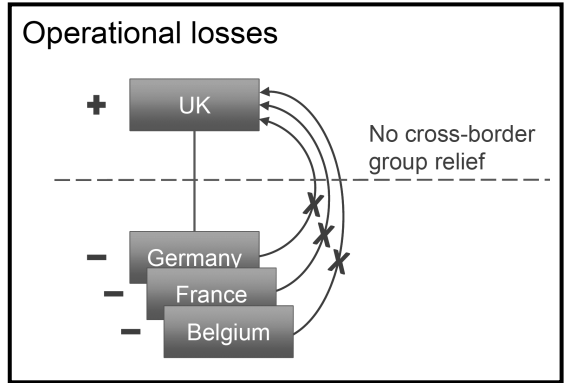 Operational losses
+
UK
No cross-border
group relief
X
X
X
− Germany
− France
− Belgium